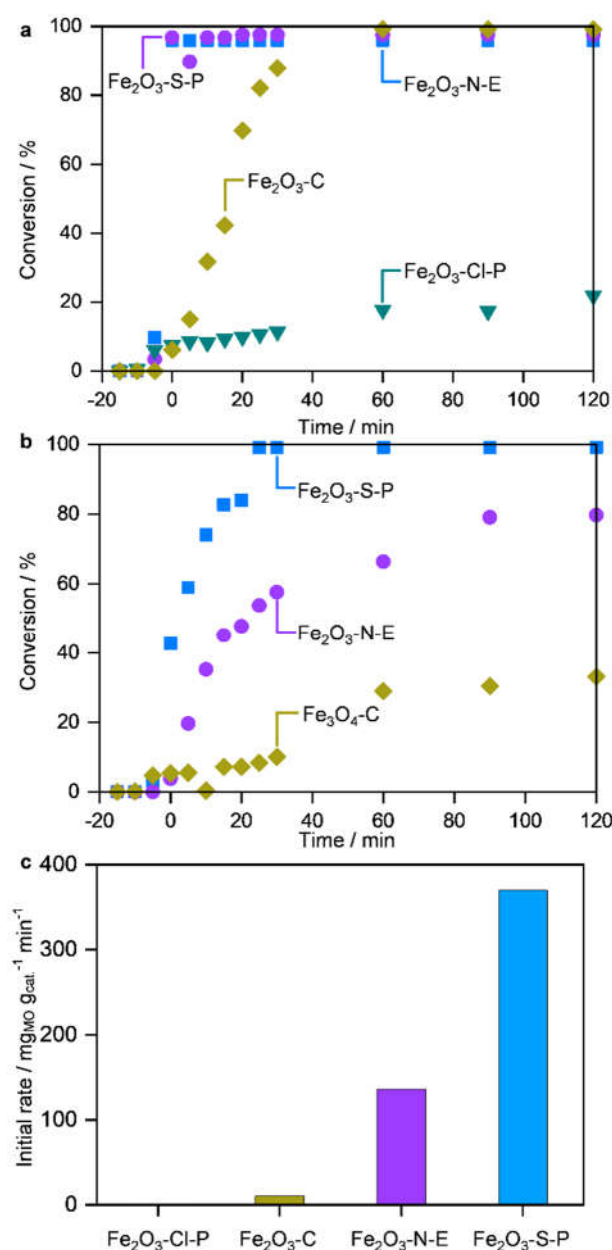 a
100
80
60
40
20
0
Conversion / %
Fe₂O₃-S-P
Fe₂O₃-N-E
Fe₂O₃-C
Fe₂O₃-Cl-P
-20 0 20 40 60 80 100 120
Time / min
b
100
80
60
40
20
0
Conversion / %
Fe₂O₃-S-P
Fe₂O₃-N-E
Fe₃O₄-C
-20 0 20 40 60 80 100 120
Time / min
c
400
300
200
100
0
Initial rate / mg_MO g_cat.⁻¹ min⁻¹
Fe₂O₃-Cl-P Fe₂O₃-C Fe₂O₃-N-E Fe₂O₃-S-P